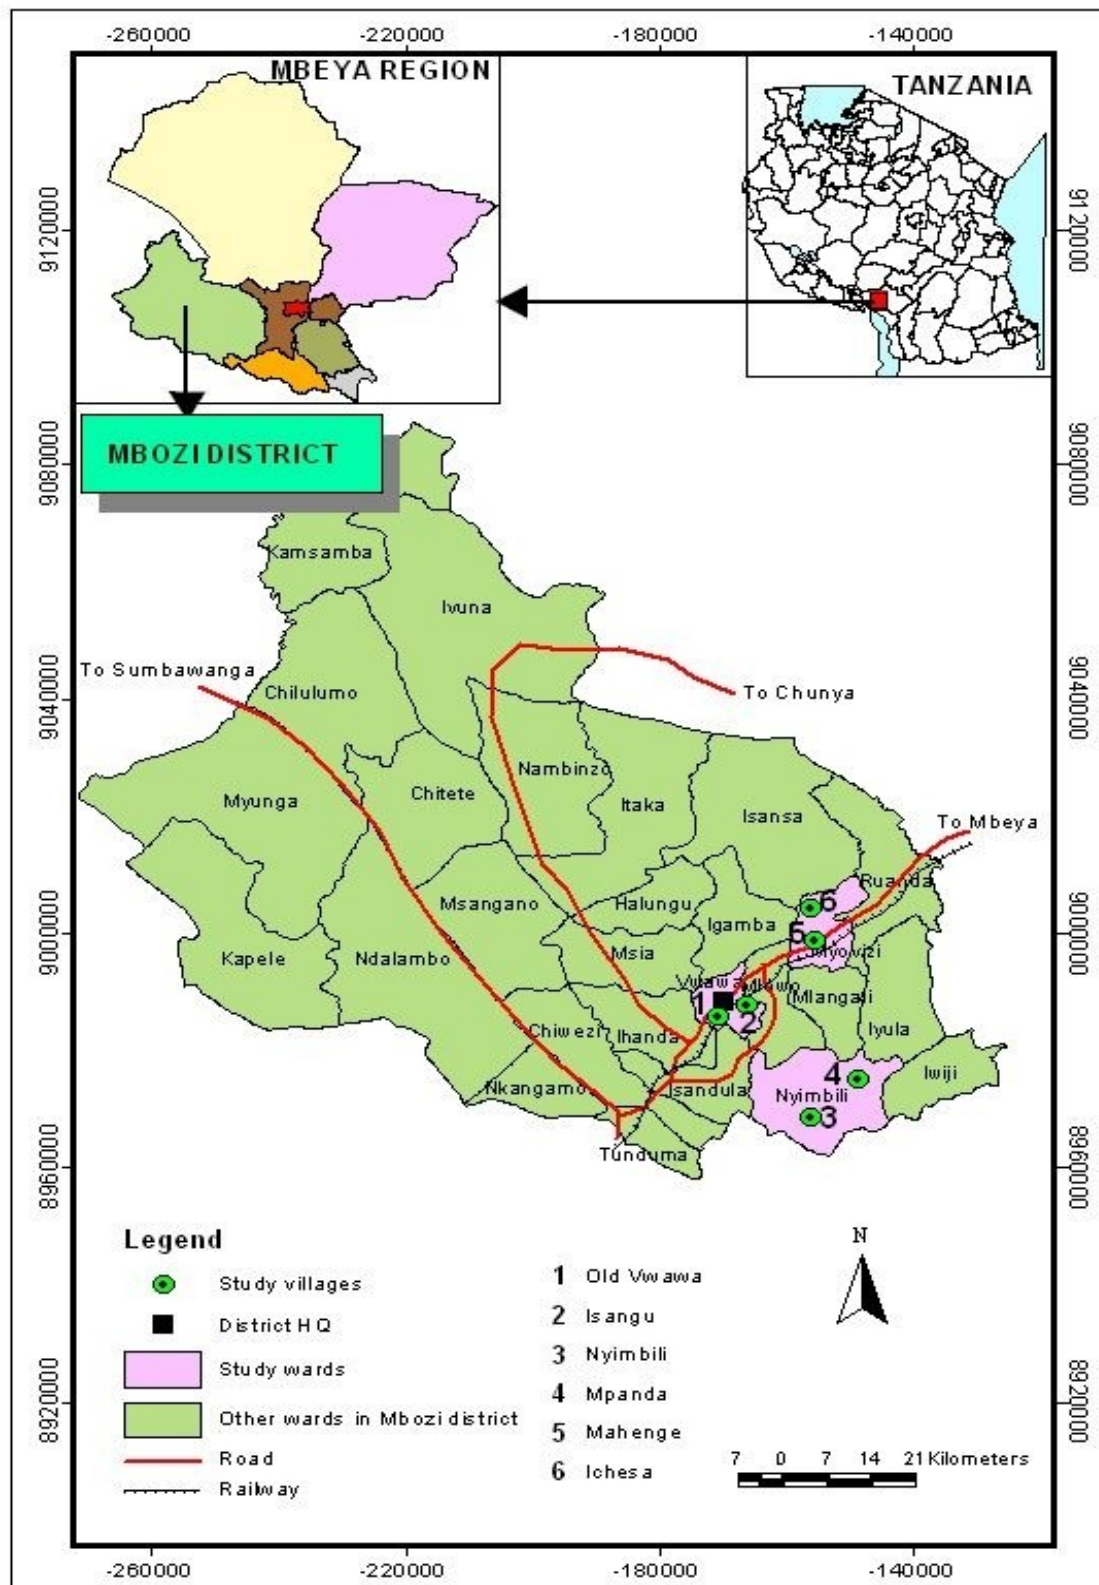 -260000 -220000 -180000 -140000
MBEYA REGION
TANZANIA
9120000
9120000
MBOZI DISTRICT
9080000
9080000
Kamsamba
Ivuna
To Sumbawanga
Chilulumo
To Chunya
9040000
9040000
Nambinzo
Chitete
Myunga
Itaka
Isansa
To Mbeya
Ruanda
Msangano
Halungu
Igamba
6
5
9000000
9000000
Kapele
Ndalambo
Msia
Myovizi
Vwawa
Mlowo
Mlangali
1
2
Chiwezi
Ihanda
Iyula
Nkangamo
Isandula
4
Iwiji
Nyimbili
3
Tunduma
8960000
8960000
Legend
N
Study villages
District HQ
Study wards
Other wards in Mbozi district
Road
Railway
1 Old Vwawa
2 Isangu
3 Nyimbili
4 Mpanda
5 Mahenge
6 Ichesa
8920000
8920000
7 0 7 14 21 Kilometers
-260000 -220000 -180000 -140000